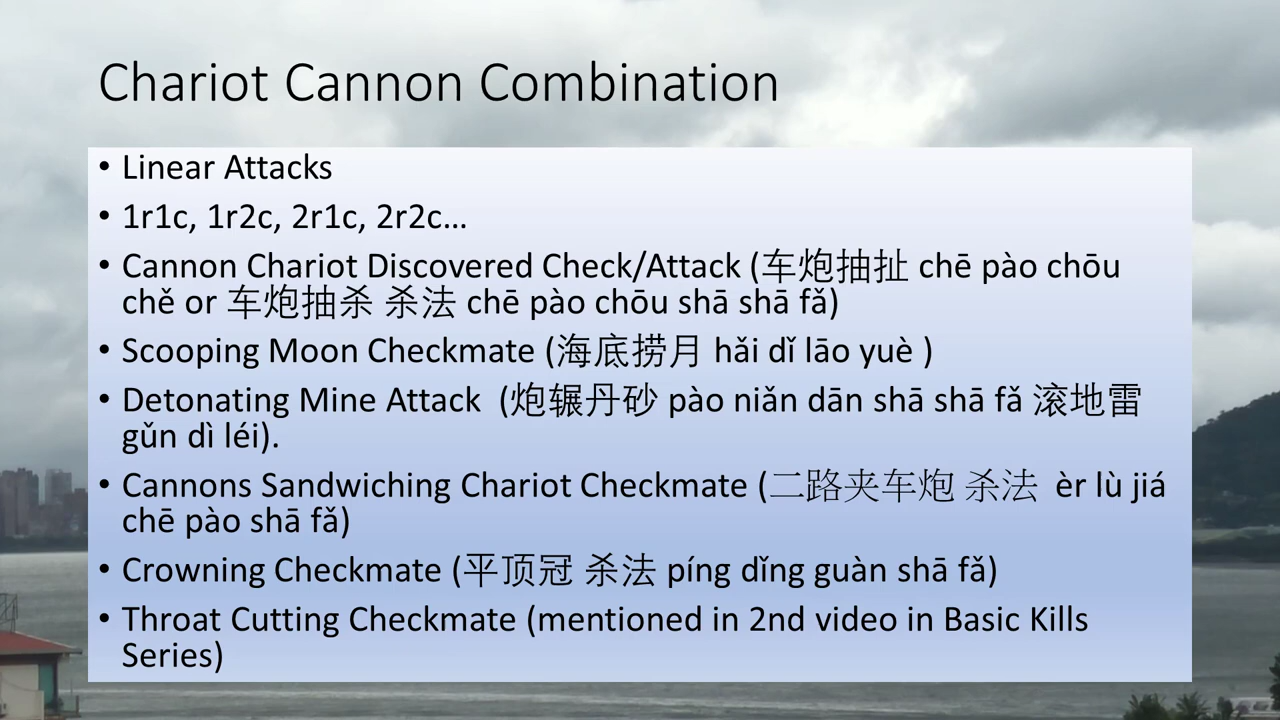 Chariot Cannon Combination
• Linear Attacks
• 1r1c, 1r2c, 2r1c, 2r2c…
• Cannon Chariot Discovered Check/Attack (车炮抽扯 chē pào chōu
chě or 车炮抽杀 杀法 chē pào chōu shā shā fǎ)
• Scooping Moon Checkmate (海底捞月 hǎi dǐ lāo yuè )
• Detonating Mine Attack  (炮辗丹砂 pào niǎn dān shā shā fǎ 滚地雷
gǔn dì léi).
• Cannons Sandwiching Chariot Checkmate (二路夹车炮 杀法  èr lù jiá
chē pào shā fǎ)
• Crowning Checkmate (平顶冠 杀法 píng dǐng guàn shā fǎ)
• Throat Cutting Checkmate (mentioned in 2nd video in Basic Kills
Series)